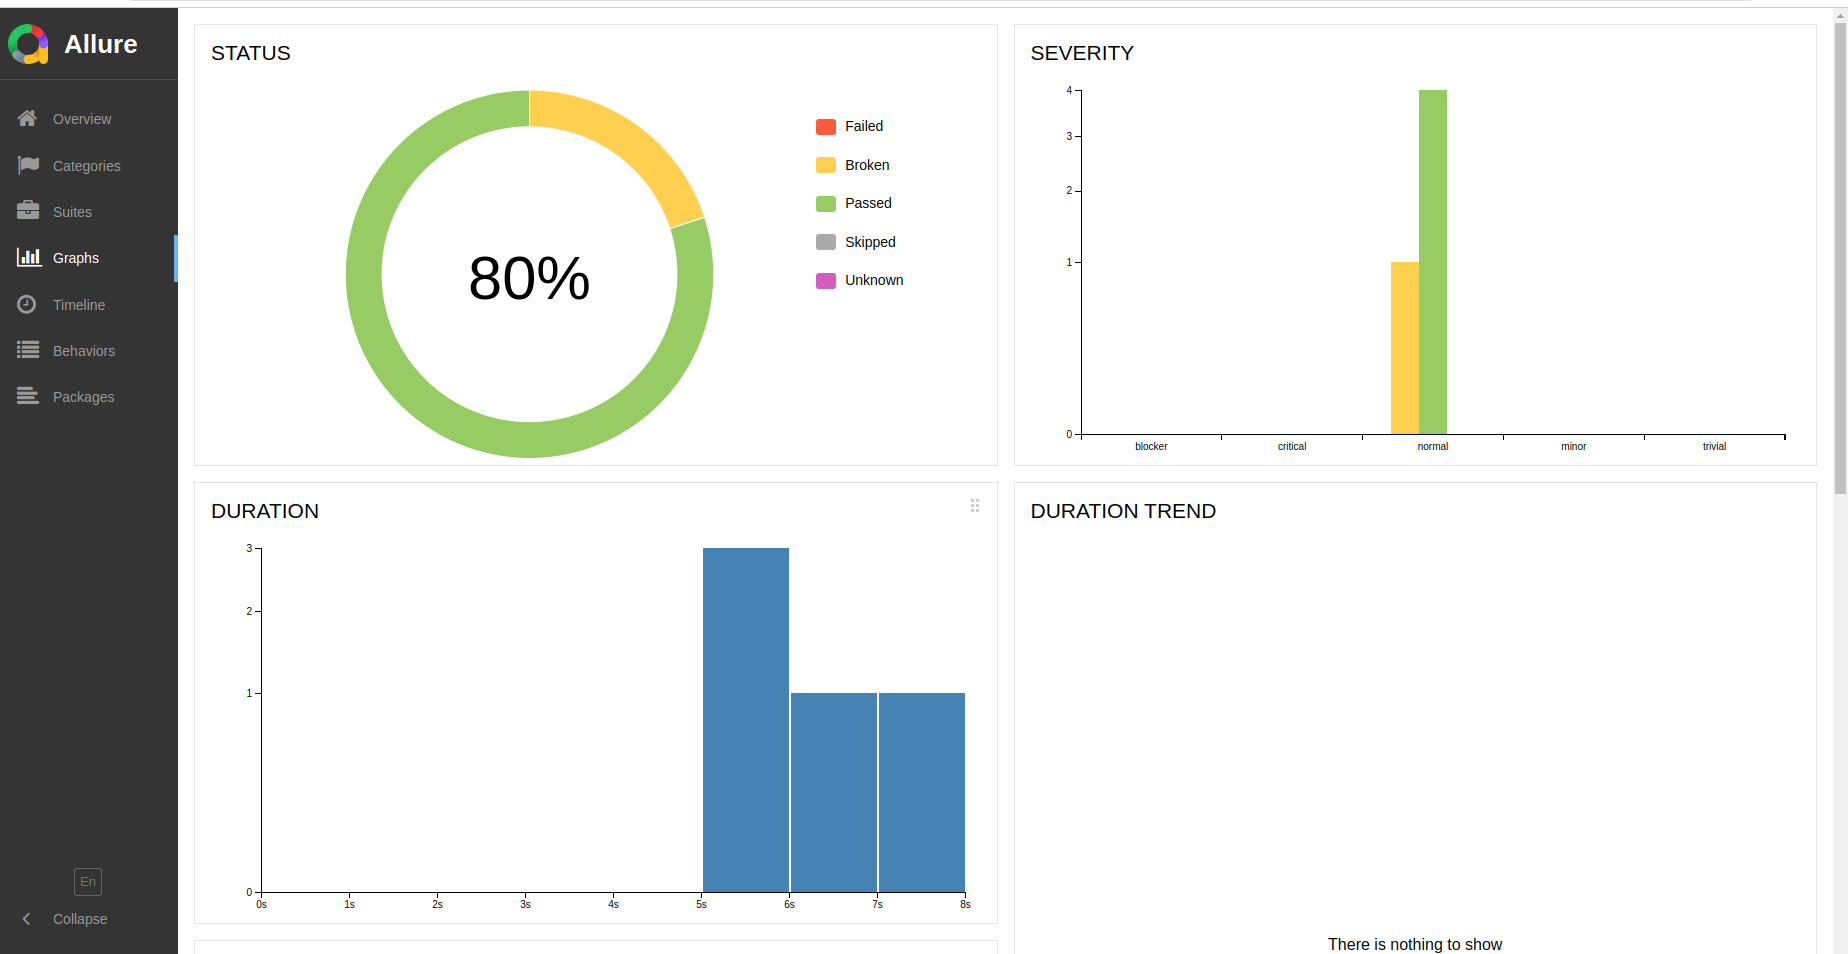 Allure
Overview
Categories
Suites
Graphs
Timeline
Behaviors
Packages
En
Collapse
STATUS
80%
Failed
Broken
Passed
Skipped
Unknown
SEVERITY
4
3
2
1
0
blocker critical normal minor trivial
DURATION
3
2
1
0
0s 1s 2s 3s 4s 5s 6s 7s 8s
DURATION TREND
There is nothing to show